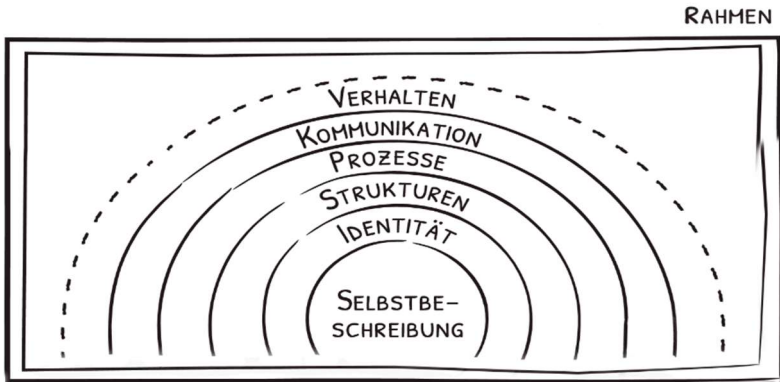 RAHMEN
VERHALTEN
KOMMUNIKATION
PROZESSE
STRUKTUREN
IDENTITÄT
SELBSTBE-
SCHREIBUNG